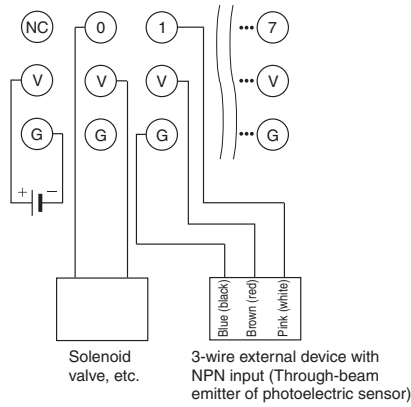 NC 0 1 ••• 7
V V V ••• V
G G G ••• G
+ −
Blue (black)
Brown (red)
Pink (white)
Solenoid
valve, etc.
3-wire external device with
NPN input (Through-beam
emitter of photoelectric sensor)